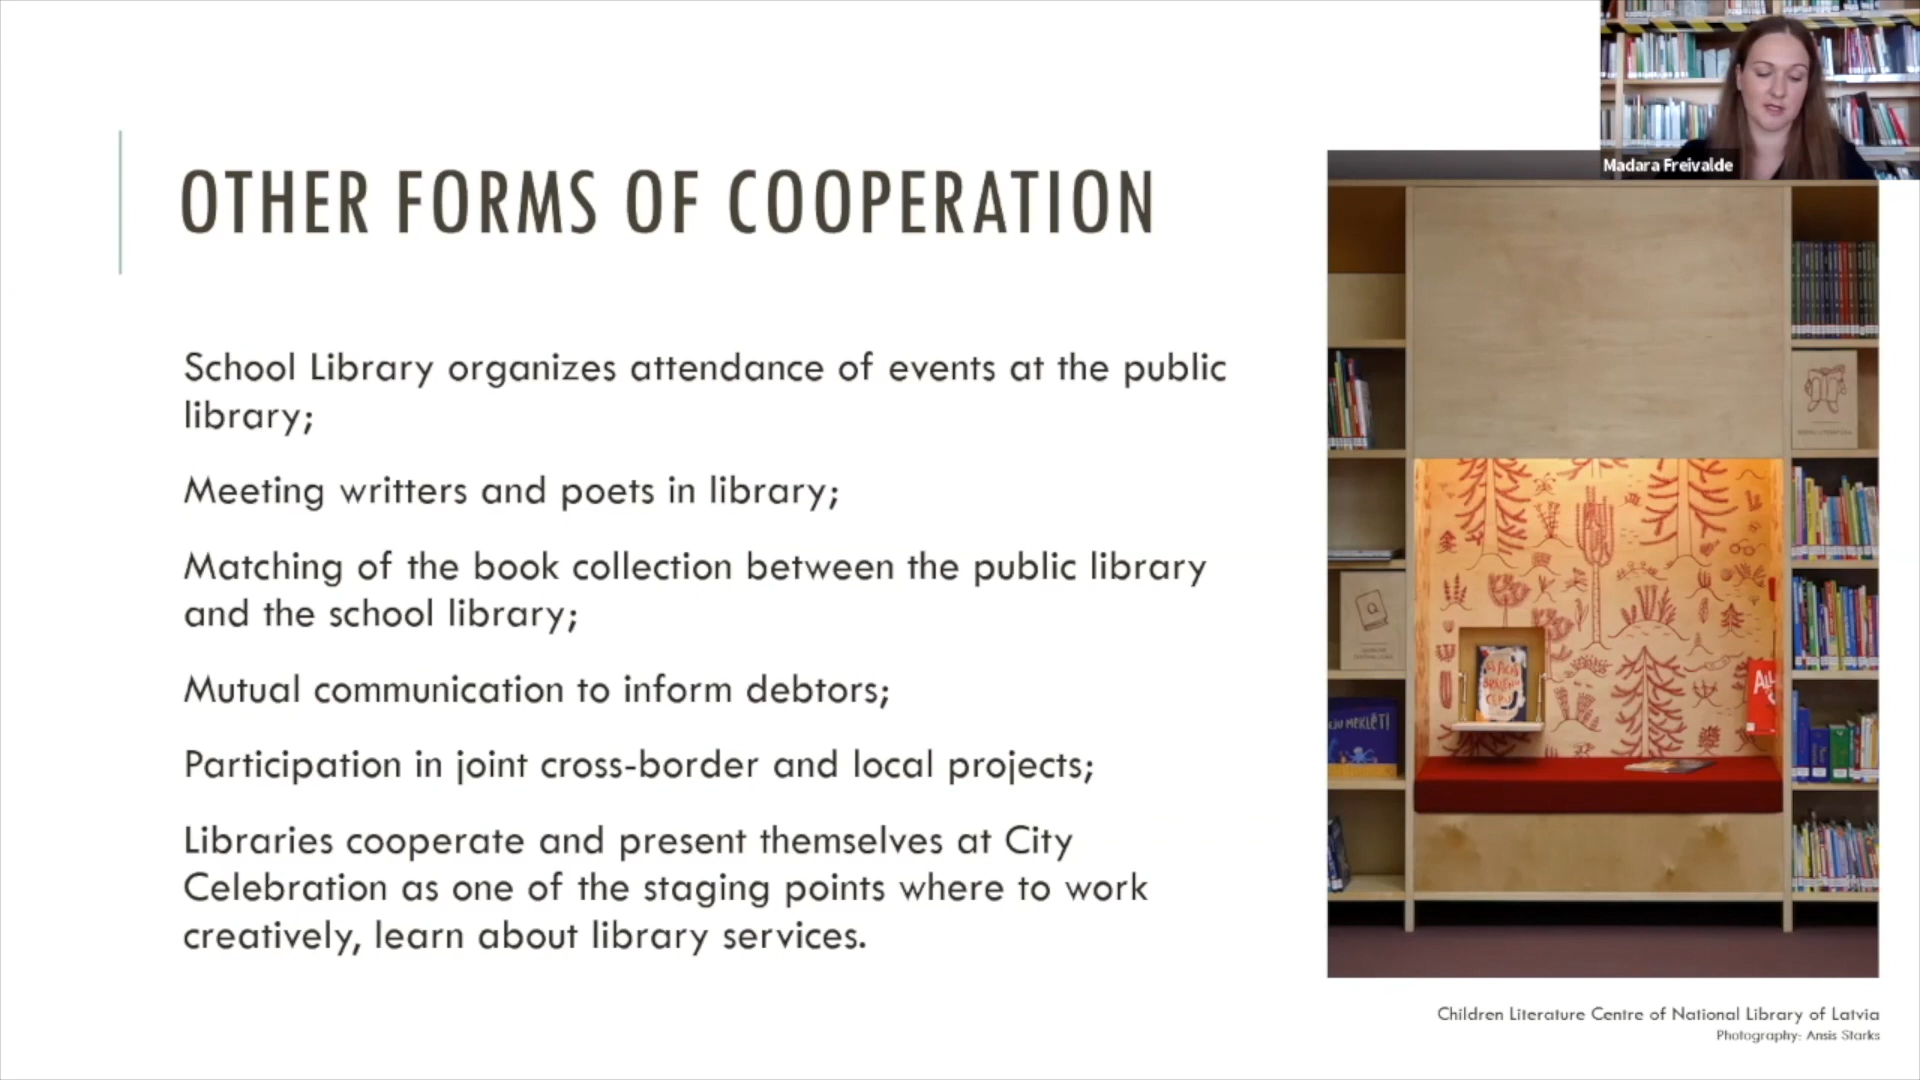 Madara Freivalde
OTHER FORMS OF COOPERATION
School Library organizes attendance of events at the public
library;
Meeting writters and poets in library;
Matching of the book collection between the public library
and the school library;
Mutual communication to inform debtors;
Participation in joint cross-border and local projects;
Libraries cooperate and present themselves at City
Celebration as one of the staging points where to work
creatively, learn about library services.
Children Literature Centre of National Library of Latvia
Photography: Ansis Starks